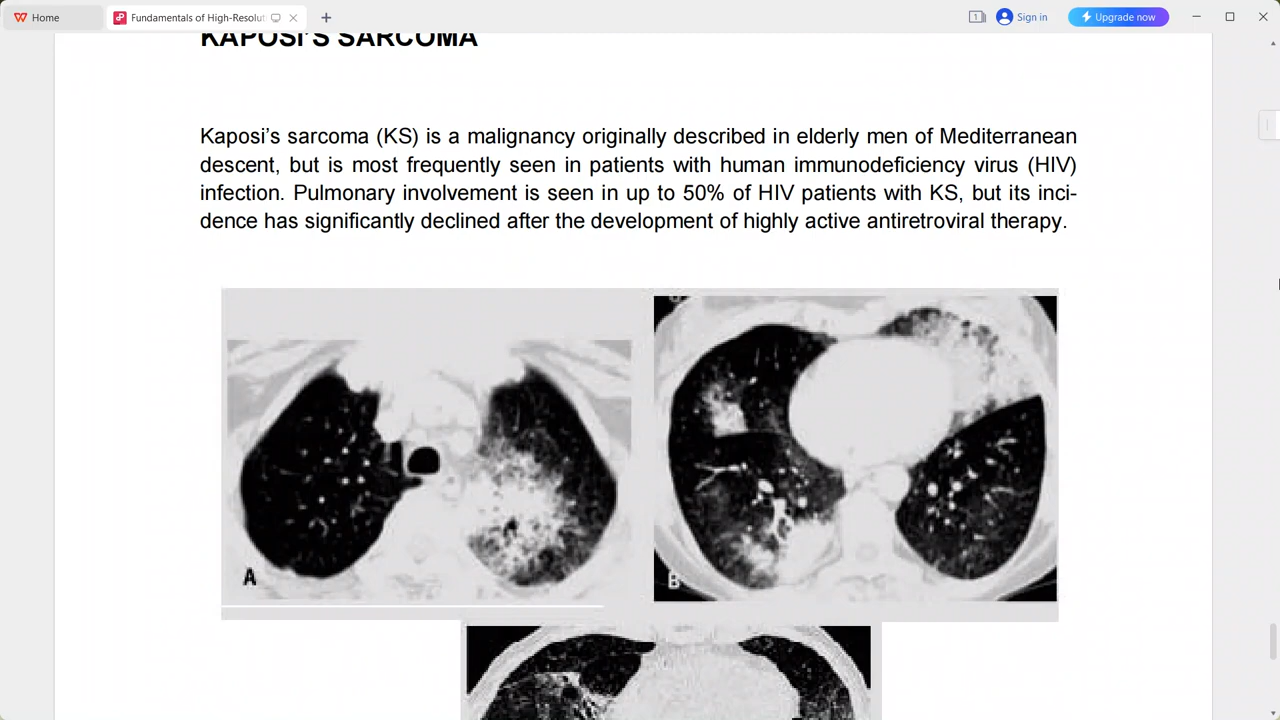 Home
Fundamentals of High-Resolut
1
Sign in
Upgrade now
KAPOSI'S SARCOMA
Kaposi’s sarcoma (KS) is a malignancy originally described in elderly men of Mediterranean
descent, but is most frequently seen in patients with human immunodeficiency virus (HIV)
infection. Pulmonary involvement is seen in up to 50% of HIV patients with KS, but its inci-
dence has significantly declined after the development of highly active antiretroviral therapy.
A
B